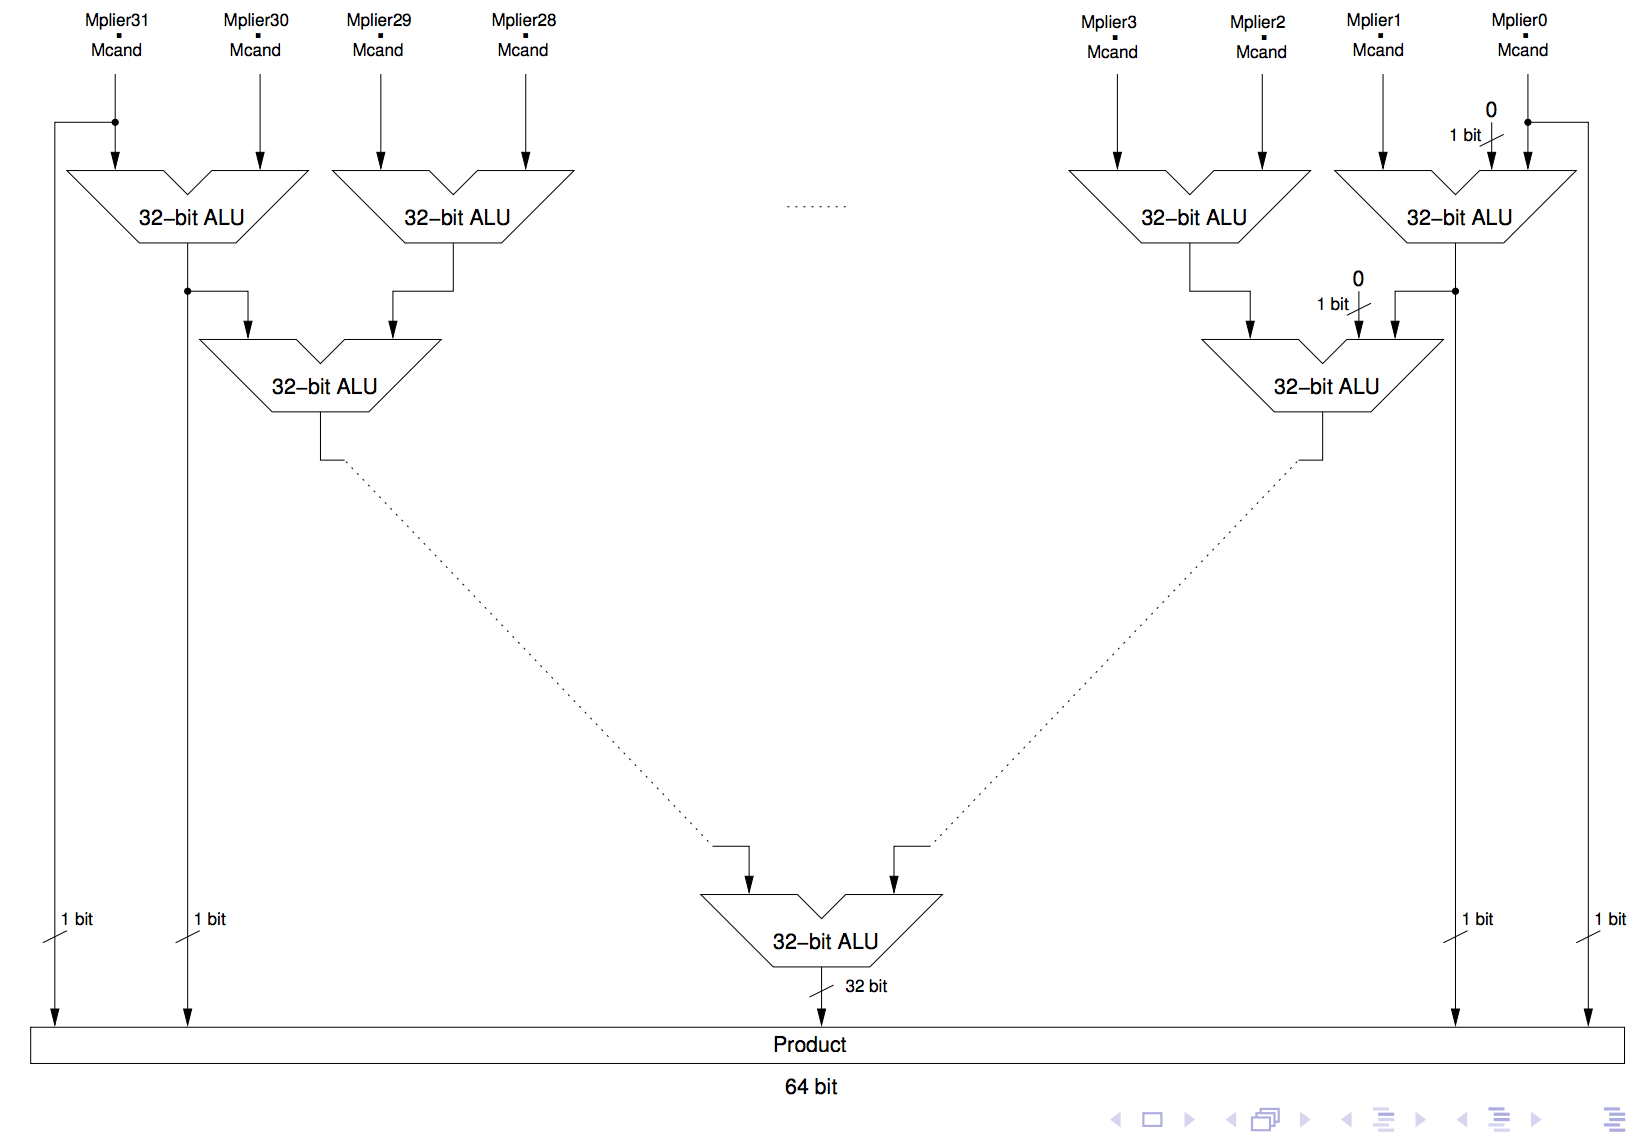 Mplier31 Mplier30 Mplier29 Mplier28 Mplier3 Mplier2 Mplier1 Mplier0
Mcand Mcand Mcand Mcand Mcand Mcand Mcand Mcand
0
1 bit
32–bit ALU 32–bit ALU ....... 32–bit ALU 32–bit ALU
0
1 bit
32–bit ALU 32–bit ALU
1 bit 1 bit 1 bit 1 bit
32–bit ALU
32 bit
Product
64 bit